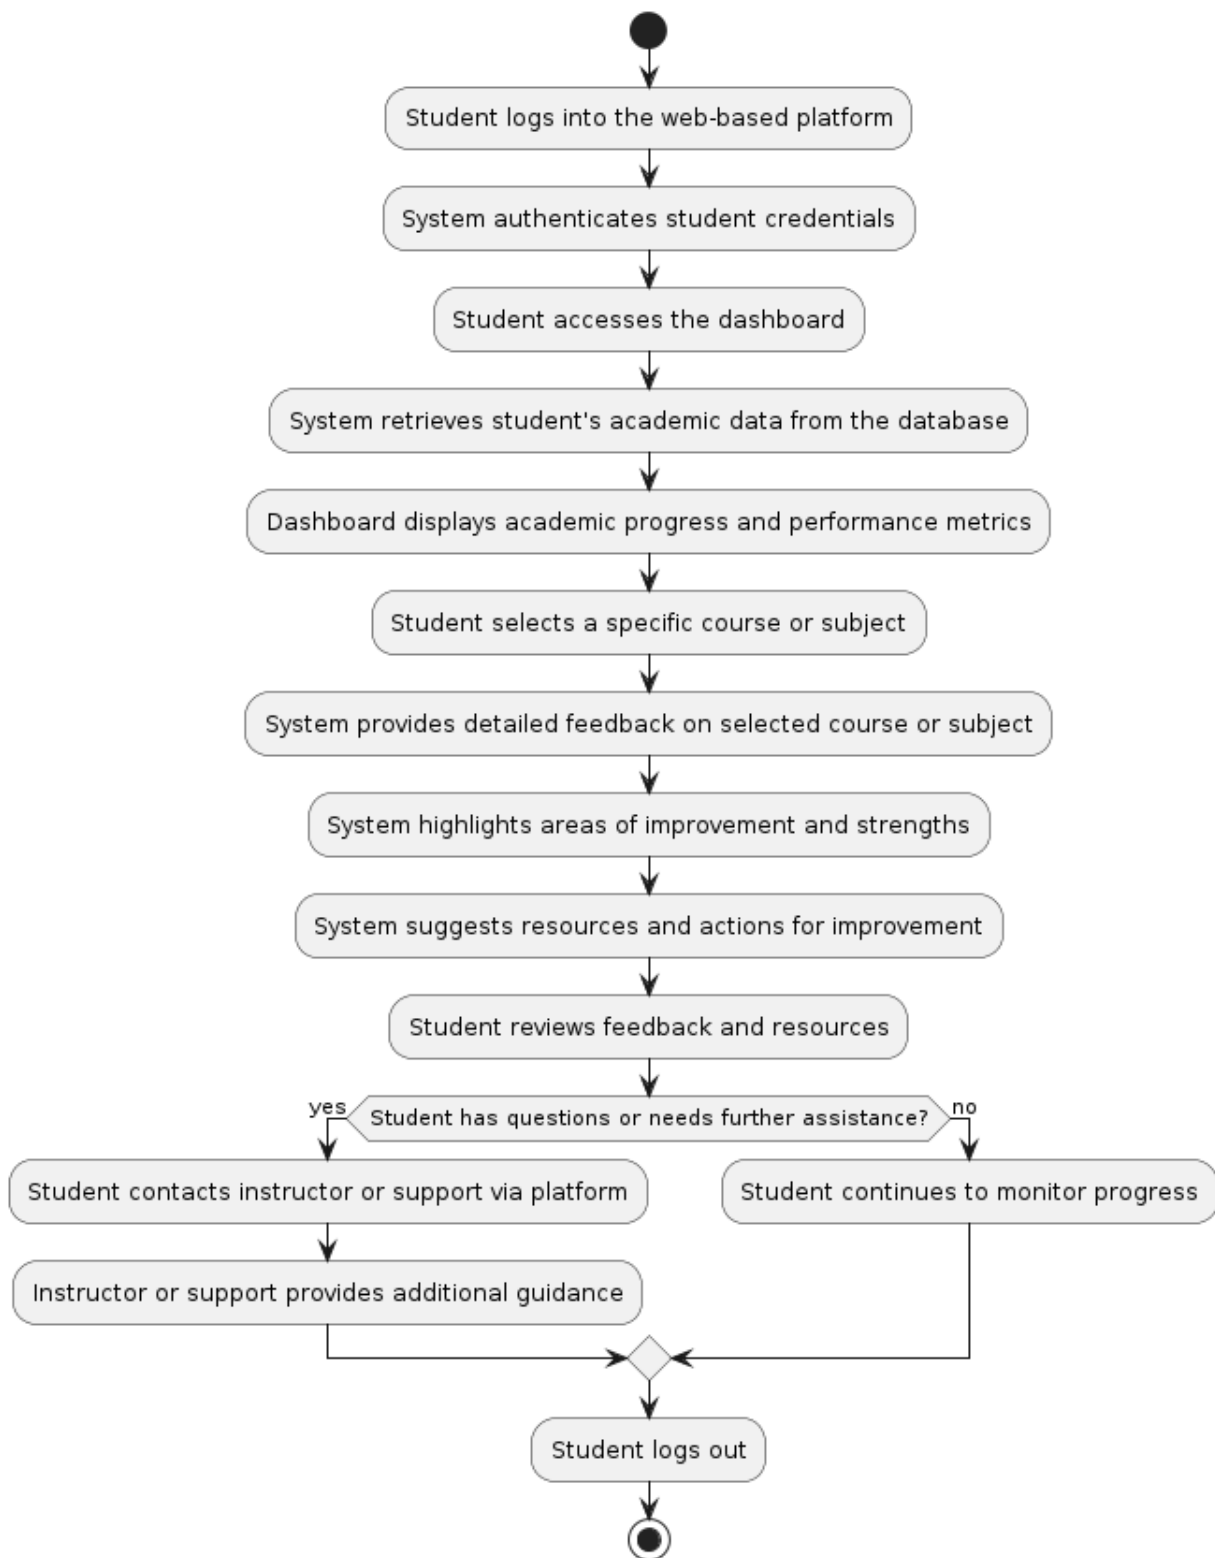 Student logs into the web-based platform
System authenticates student credentials
Student accesses the dashboard
System retrieves student's academic data from the database
Dashboard displays academic progress and performance metrics
Student selects a specific course or subject
System provides detailed feedback on selected course or subject
System highlights areas of improvement and strengths
System suggests resources and actions for improvement
Student reviews feedback and resources
yes
Student has questions or needs further assistance?
no
Student contacts instructor or support via platform
Student continues to monitor progress
Instructor or support provides additional guidance
Student logs out